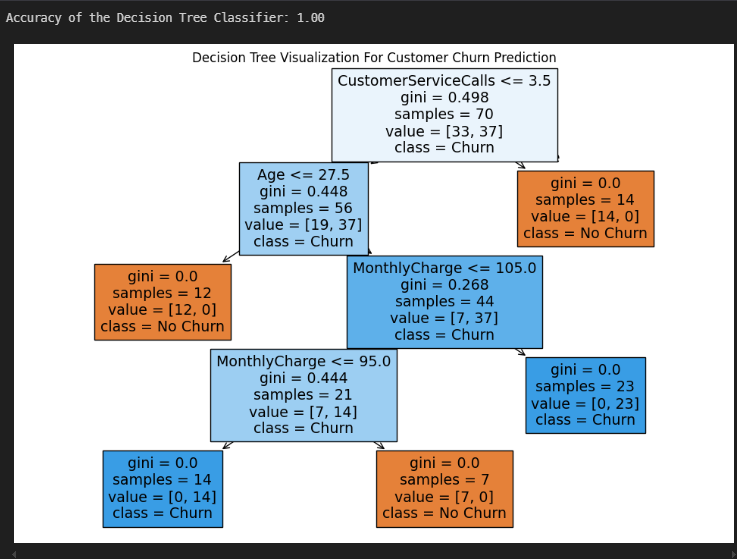 Accuracy of the Decision Tree Classifier: 1.00
Decision Tree Visualization For Customer Churn Prediction
CustomerServiceCalls <= 3.5
gini = 0.498
samples = 70
value = [33, 37]
class = Churn
Age <= 27.5
gini = 0.448
samples = 56
value = [19, 37]
class = Churn
gini = 0.0
samples = 14
value = [14, 0]
class = No Churn
gini = 0.0
samples = 12
value = [12, 0]
class = No Churn
MonthlyCharge <= 105.0
gini = 0.268
samples = 44
value = [7, 37]
class = Churn
MonthlyCharge <= 95.0
gini = 0.444
samples = 21
value = [7, 14]
class = Churn
gini = 0.0
samples = 23
value = [0, 23]
class = Churn
gini = 0.0
samples = 14
value = [0, 14]
class = Churn
gini = 0.0
samples = 7
value = [7, 0]
class = No Churn